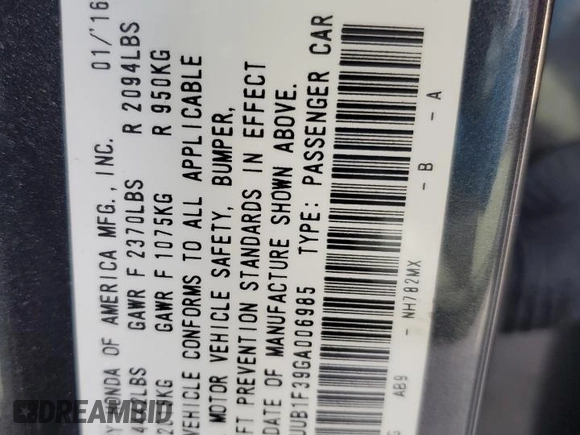 Y HONDA OF AMERICA MFG., INC. 01/'16
LBS GAWR F 2370LBS R 2094LBS
KG GAWR F 1075KG R 950KG
VEHICLE CONFORMS TO ALL APPLICABLE
MOTOR VEHICLE SAFETY, BUMPER,
FT PREVENTION STANDARDS IN EFFECT
DATE OF MANUFACTURE SHOWN ABOVE.
UB1F39GA006985 TYPE: PASSENGER CAR
AB9 - NH782MX - B - A
DREAMBID